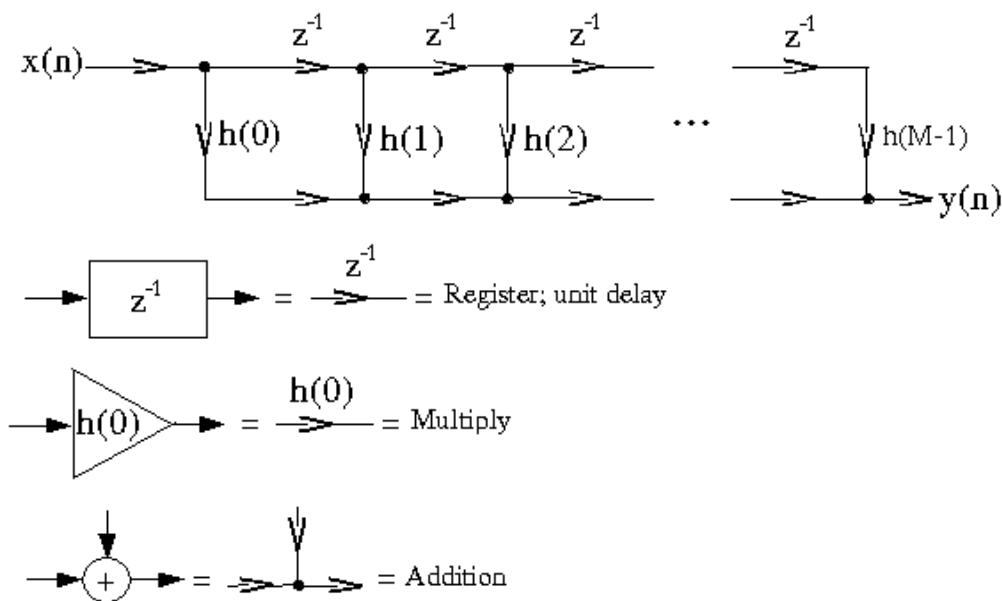 z⁻¹ z⁻¹ z⁻¹ z⁻¹
x(n)
h(0) h(1) h(2) ... h(M-1)
y(n)
z⁻¹ = z⁻¹ = Register; unit delay
h(0) = h(0) = Multiply
+ = = Addition